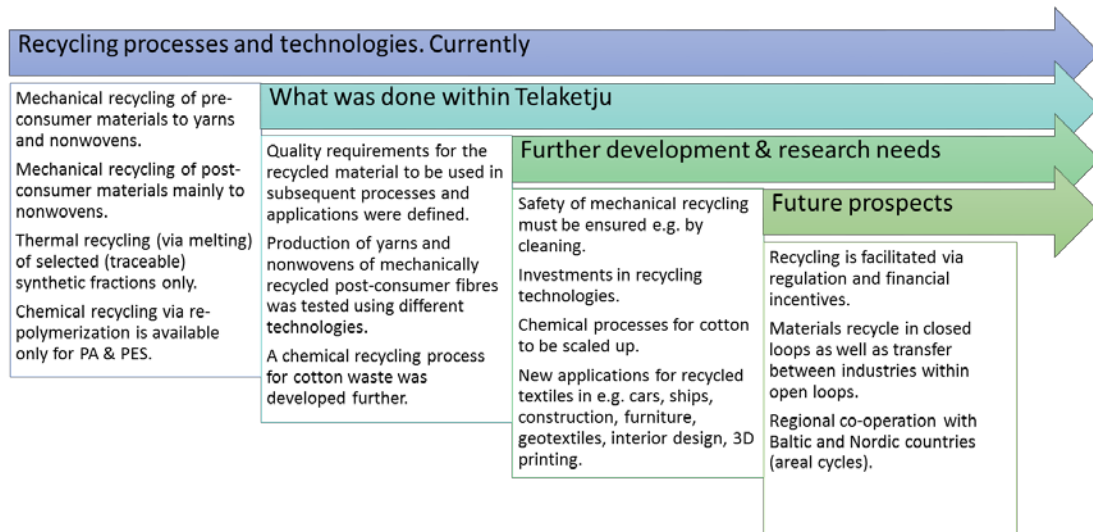 Recycling processes and technologies. Currently
Mechanical recycling of pre-
consumer materials to yarns
and nonwovens.
Mechanical recycling of post-
consumer materials mainly to
nonwovens.
Thermal recycling (via melting)
of selected (traceable)
synthetic fractions only.
Chemical recycling via re-
polymerization is available
only for PA & PES.
What was done within Telaketju
Quality requirements for the
recycled material to be used in
subsequent processes and
applications were defined.
Production of yarns and
nonwovens of mechanically
recycled post-consumer fibres
was tested using different
technologies.
A chemical recycling process
for cotton waste was
developed further.
Further development & research needs
Safety of mechanical recycling
must be ensured e.g. by
cleaning.
Investments in recycling
technologies.
Chemical processes for cotton
to be scaled up.
New applications for recycled
textiles in e.g. cars, ships,
construction, furniture,
geotextiles, interior design, 3D
printing.
Future prospects
Recycling is facilitated via
regulation and financial
incentives.
Materials recycle in closed
loops as well as transfer
between industries within
open loops.
Regional co-operation with
Baltic and Nordic countries
(areal cycles).